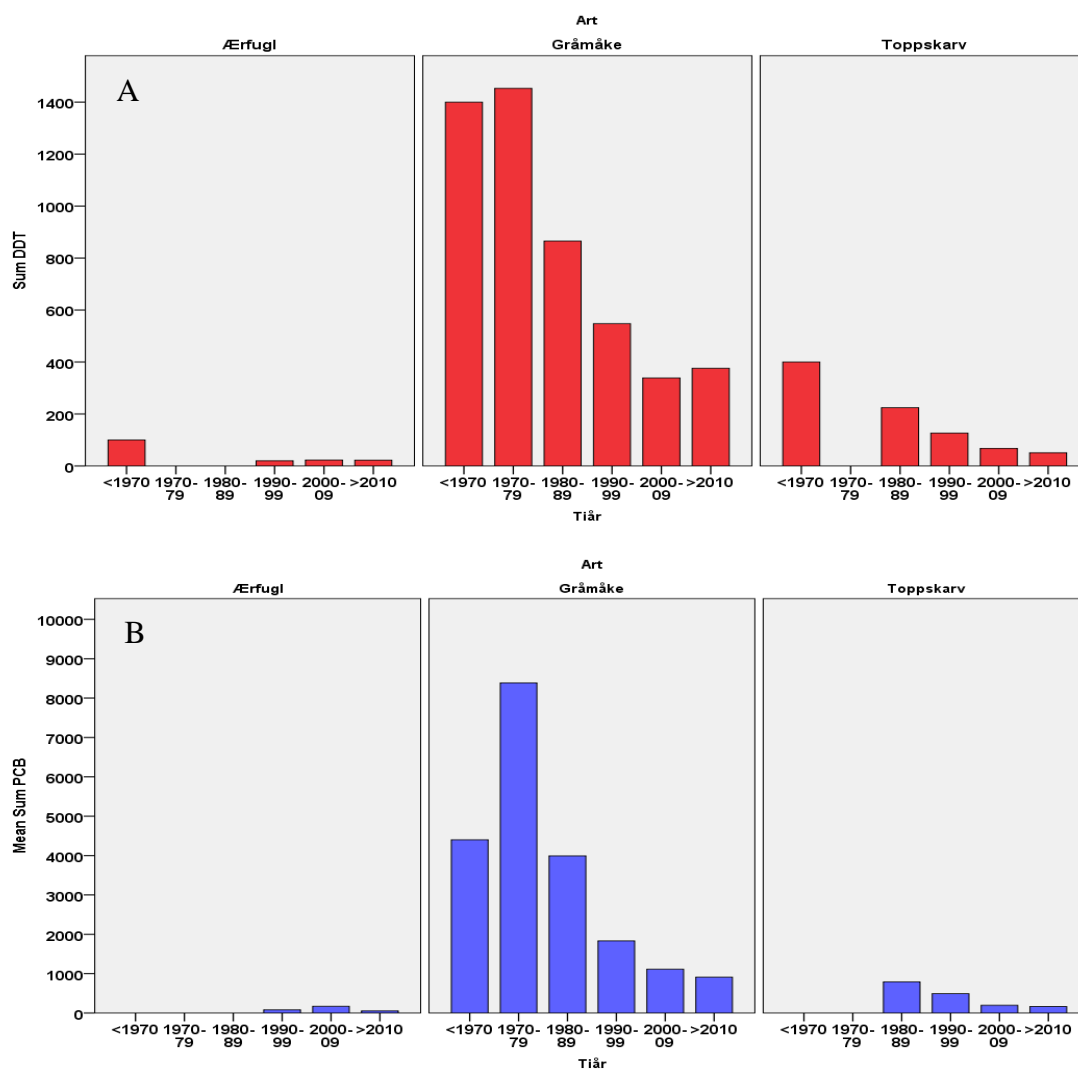 Art
Ærfugl Gråmåke Toppskarv
A
Sum DDT
1400
1200
1000
800
600
400
200
0
<1970 1970- 1980- 1990- 2000- >2010 <1970 1970- 1980- 1990- 2000- >2010 <1970 1970- 1980- 1990- 2000- >2010
79 89 99 09 79 89 99 09 79 89 99 09
Tiår
Art
Ærfugl Gråmåke Toppskarv
B
Mean Sum PCB
10000
9000
8000
7000
6000
5000
4000
3000
2000
1000
0
<1970 1970- 1980- 1990- 2000- >2010 <1970 1970- 1980- 1990- 2000- >2010 <1970 1970- 1980- 1990- 2000- >2010
79 89 99 09 79 89 99 09 79 89 99 09
Tiår